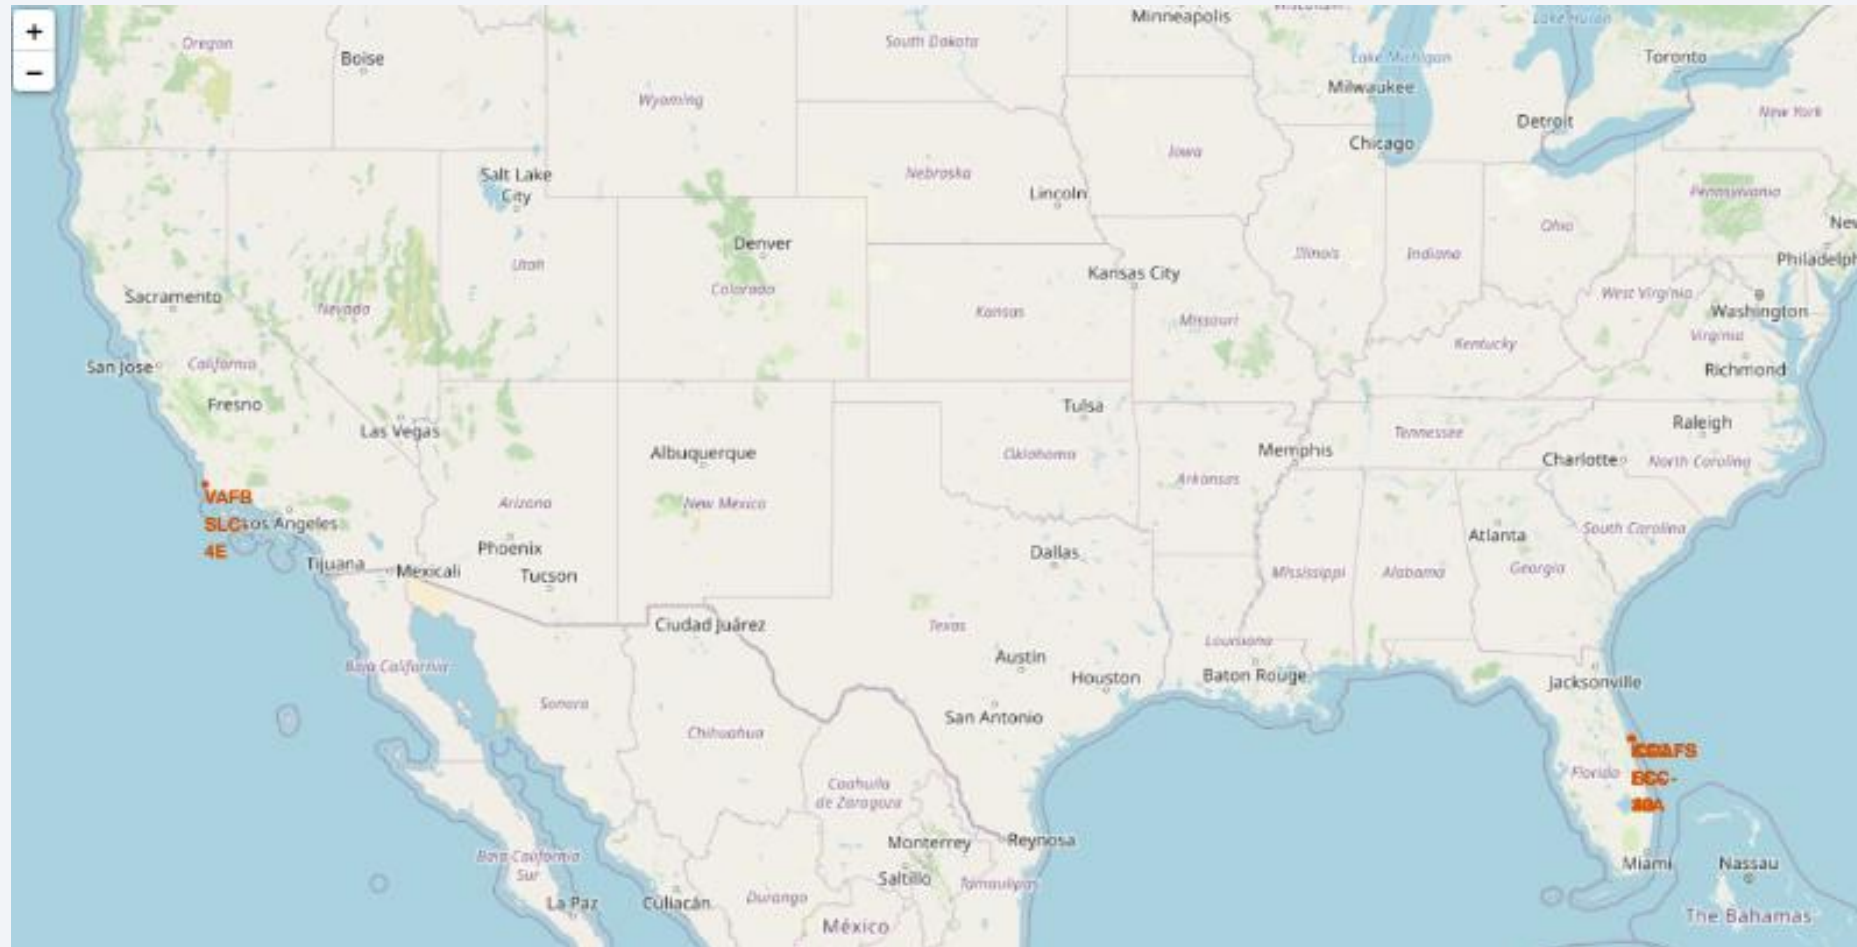 +
−
Oregon
Boise
South Dakota
Minneapolis
Lake Huron
Lake Michigan
Toronto
Wyoming
Milwaukee
New York
Detroit
Chicago
Iowa
Salt Lake
City
Nebraska
Lincoln
Pennsylvania
Ohio
Denver
Illinois
Indiana
Utah
Kansas City
Philadelph
Colorado
West Virginia
Sacramento
Nevada
Kansas
Missouri
Washington
Virginia
Kentucky
San Jose
California
Richmond
Fresno
Tulsa
Las Vegas
Raleigh
Tennessee
Albuquerque
Oklahoma
Memphis
Charlotte
North Carolina
Arkansas
VAFB
SLC-
4E
Los Angeles
Arizona
New Mexico
South Carolina
Atlanta
Phoenix
Dallas
Tijuana
Mexicali
Tucson
Mississippi
Alabama
Georgia
Ciudad Juárez
Texas
Louisiana
Baja California
Austin
Houston
Baton Rouge
Jacksonville
Sonora
San Antonio
Chihuahua
Florida
Coahuila
de Zaragoza
Monterrey
Reynosa
Baja California
Sur
Saltillo
Tamaulipas
Miami
Nassau
La Paz
Culiacán
Durango
México
The Bahamas